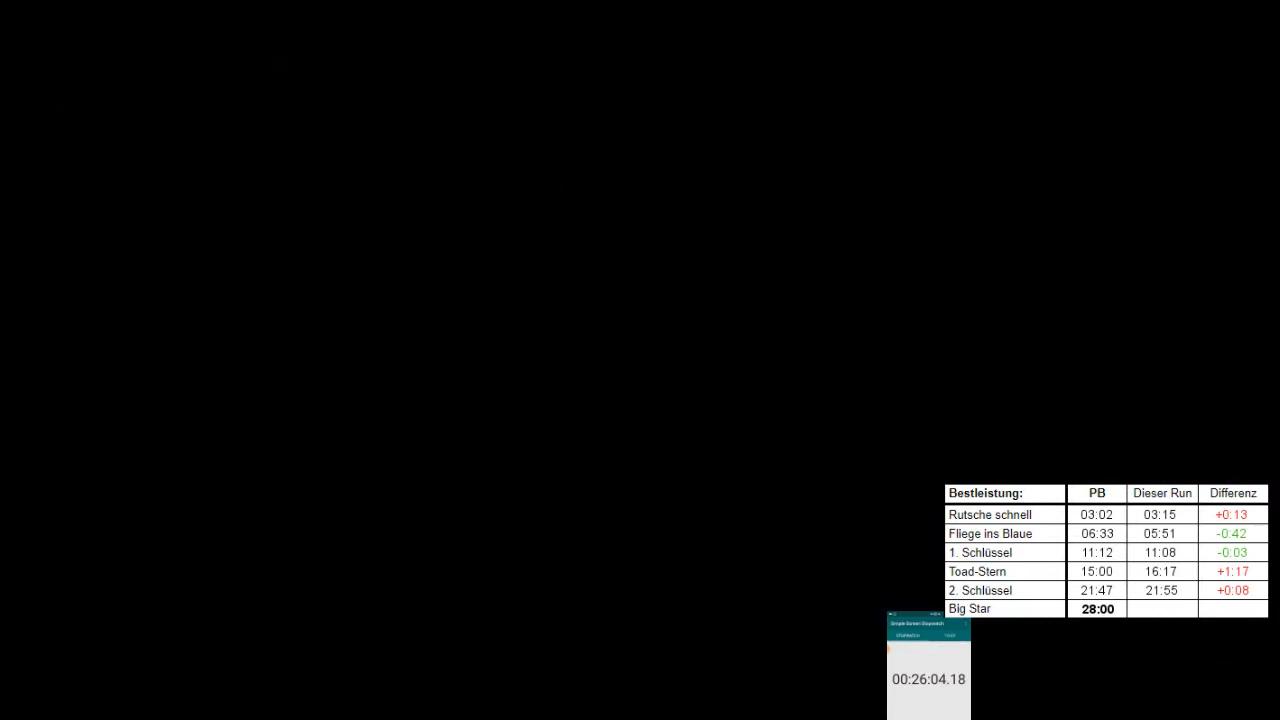 Bestleistung: PB Dieser Run Differenz
Rutsche schnell 03:02 03:15 +0:13
Fliege ins Blaue 06:33 05:51 -0:42
1. Schlüssel 11:12 11:08 -0:03
Toad-Stern 15:00 16:17 +1:17
2. Schlüssel 21:47 21:55 +0:08
Big Star 28:00
Simple Screen Stopwatch
STOPWATCH TIMER
00:26:04.18